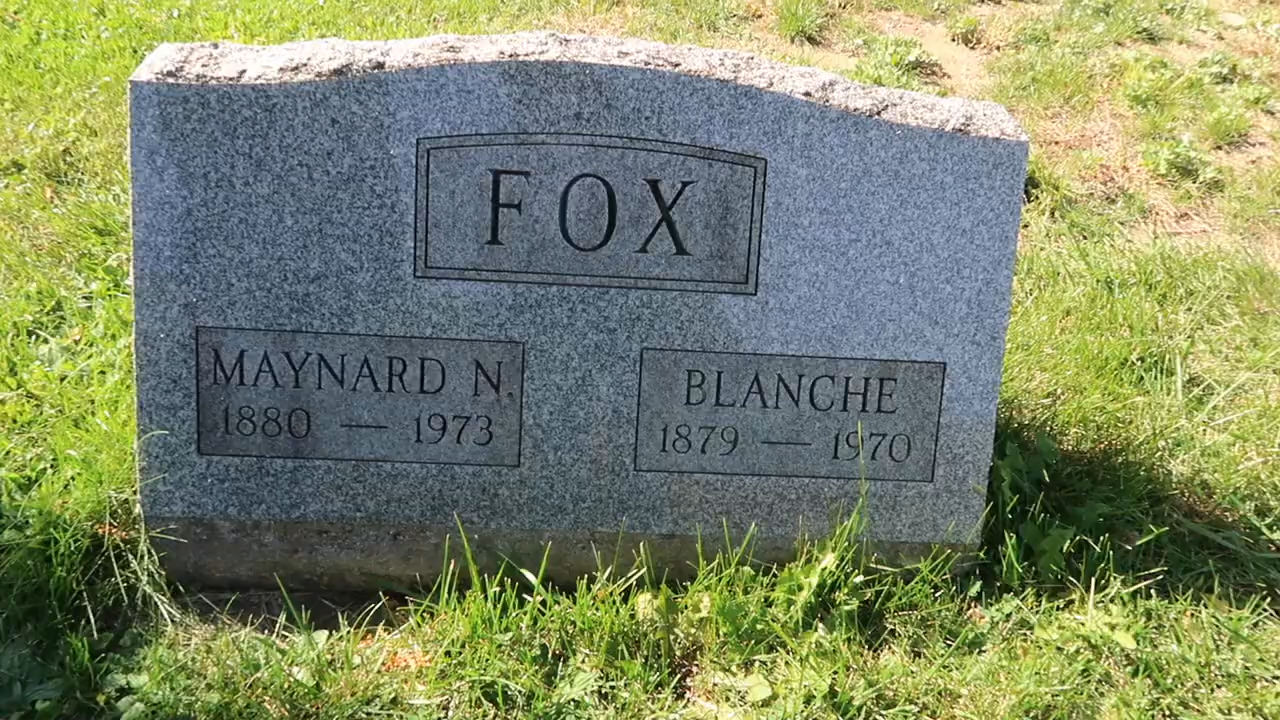 FOX
MAYNARD N.
1880 — 1973
BLANCHE
1879 — 1970